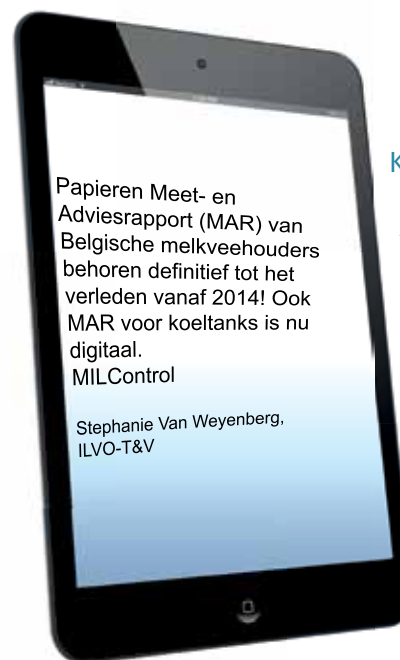 Papieren Meet- en
Adviesrapport (MAR) van
Belgische melkveehouders
behoren definitief tot het
verleden vanaf 2014! Ook
MAR voor koeltanks is nu
digitaal.
MILControl
Stephanie Van Weyenberg,
ILVO-T&V
K